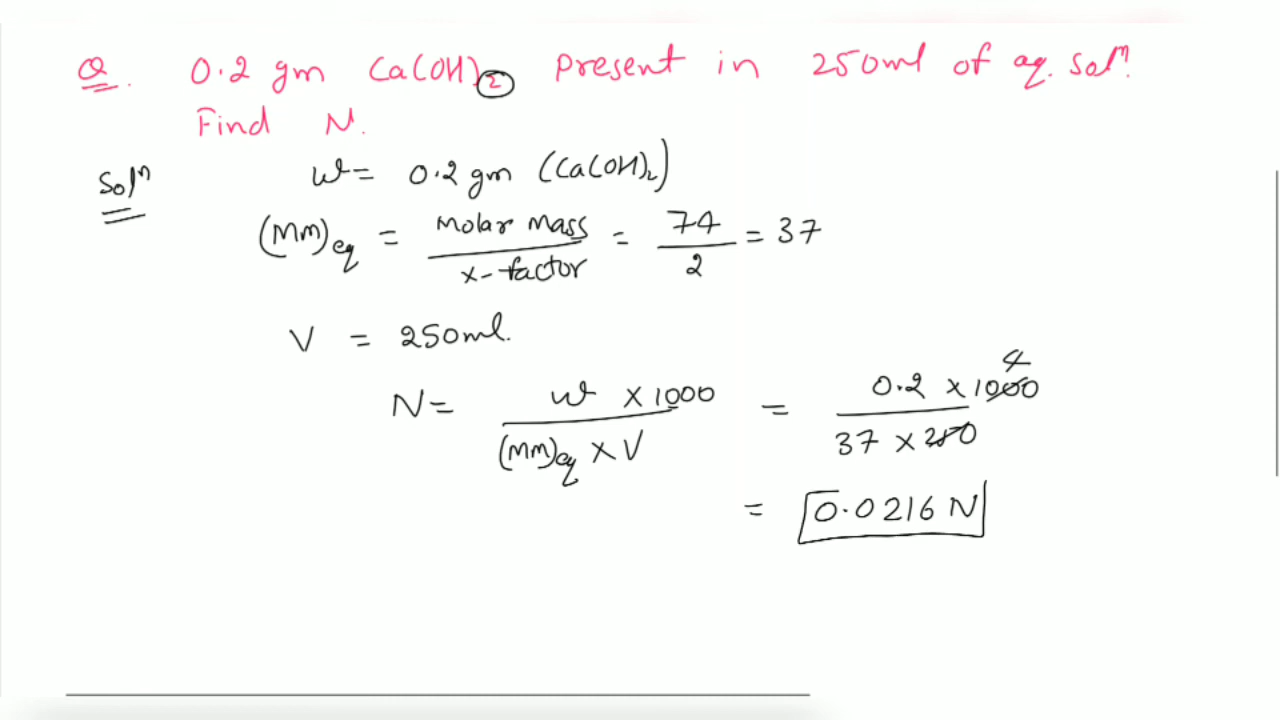 Q. 0.2 gm Ca(OH)₂ present in 250ml of aq. solⁿ.
Find N.
Solⁿ w = 0.2 gm (Ca(OH)₂)
(MM)eq = Molar mass / x-factor = 74 / 2 = 37
V = 250ml.
N = w × 1000 / (MM)eq × V = 0.2 × 1000 4 / 37 × 250
= 0.0216 N